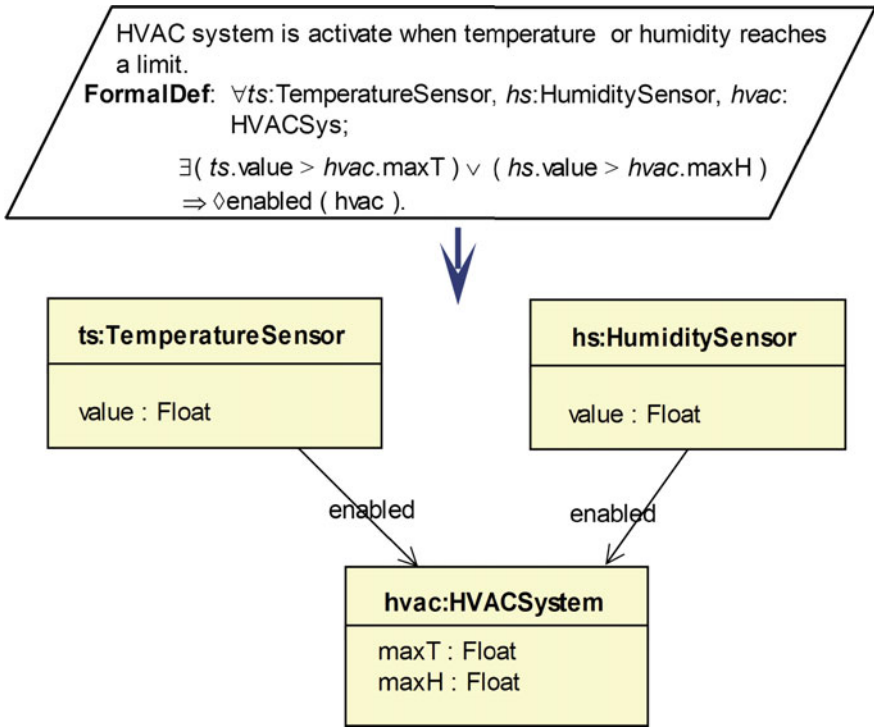 HVAC system is activate when temperature or humidity reaches
a limit.
FormalDef: ∀ts:TemperatureSensor, hs:HumiditySensor, hvac:
HVACSys;
∃( ts.value > hvac.maxT ) ∨ ( hs.value > hvac.maxH )
⇒ ◊enabled ( hvac ).
ts:TemperatureSensor
value : Float
hs:HumiditySensor
value : Float
enabled
enabled
hvac:HVACSystem
maxT : Float
maxH : Float